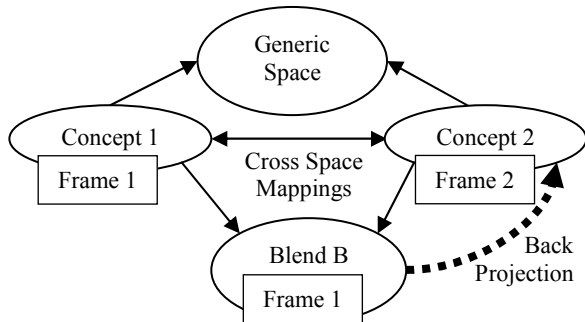 Generic
Space
Concept 1
Concept 2
Frame 1
Cross Space
Mappings
Frame 2
Blend B
Frame 1
Back
Projection